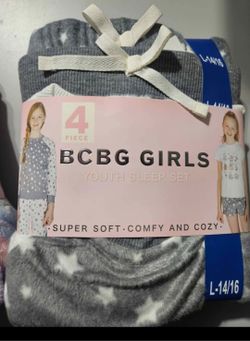 L-14/16
4
PIECE
BCBG GIRLS
YOUTH SLEEP SET
SUPER SOFT · COMFY AND COZY
L-14/16